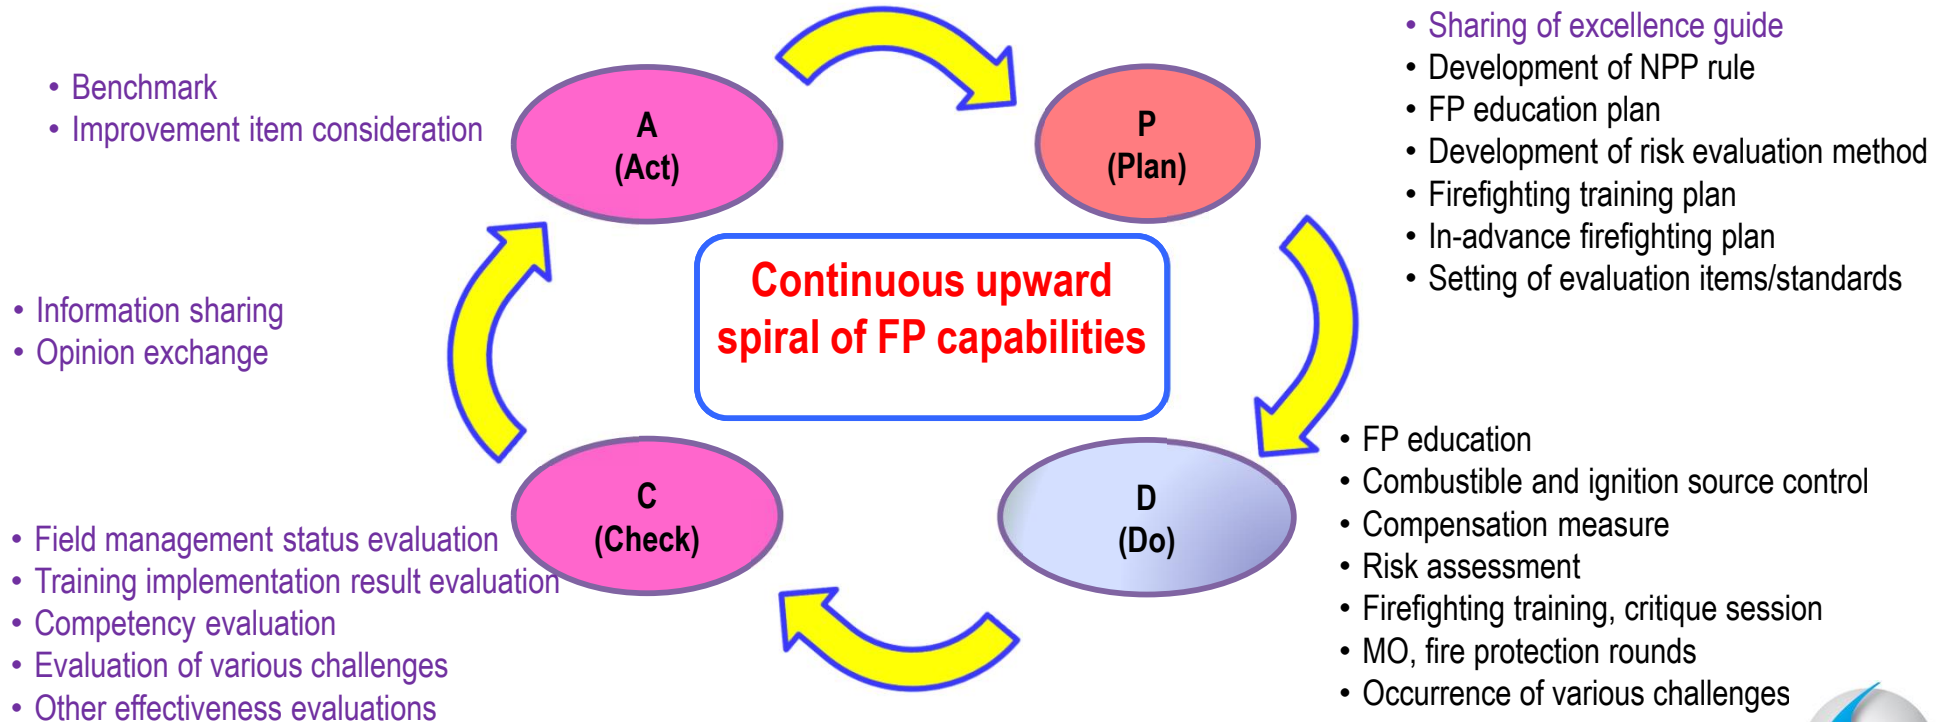 • Benchmark
• Improvement item consideration
A
(Act)
P
(Plan)
• Sharing of excellence guide
• Development of NPP rule
• FP education plan
• Development of risk evaluation method
• Firefighting training plan
• In-advance firefighting plan
• Setting of evaluation items/standards
Continuous upward
spiral of FP capabilities
• Information sharing
• Opinion exchange
C
(Check)
D
(Do)
• Field management status evaluation
• Training implementation result evaluation
• Competency evaluation
• Evaluation of various challenges
• Other effectiveness evaluations
• FP education
• Combustible and ignition source control
• Compensation measure
• Risk assessment
• Firefighting training, critique session
• MO, fire protection rounds
• Occurrence of various challenges